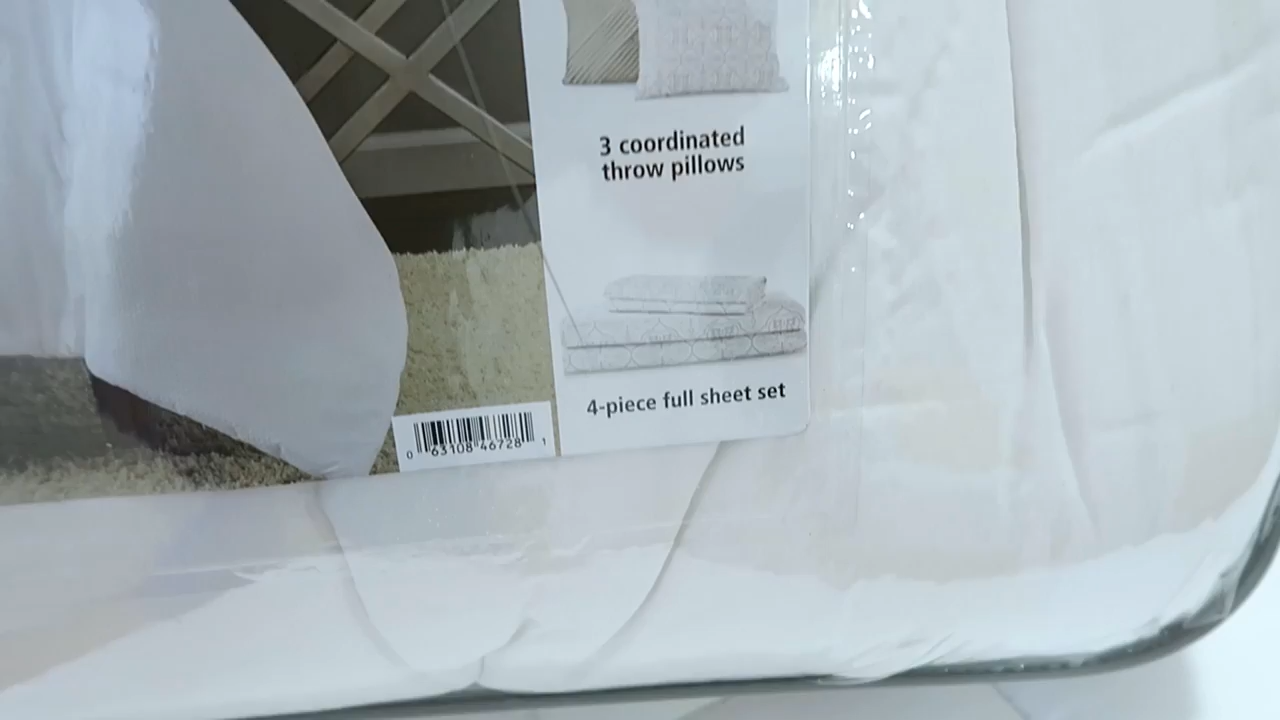 3 coordinated
throw pillows
4-piece full sheet set
0 63108 46728 1